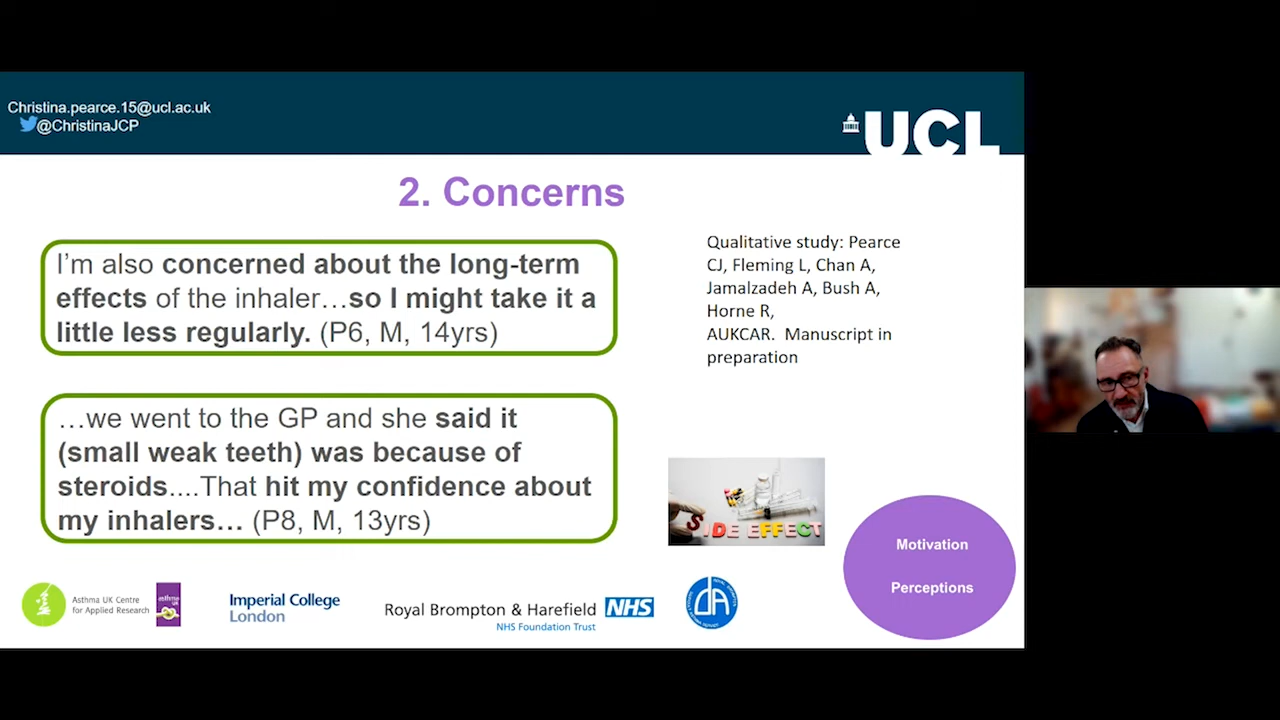 Christina.pearce.15@ucl.ac.uk
@ChristinaJCP
UCL
2. Concerns
I'm also concerned about the long-term
effects of the inhaler…so I might take it a
little less regularly. (P6, M, 14yrs)
…we went to the GP and she said it
(small weak teeth) was because of
steroids....That hit my confidence about
my inhalers… (P8, M, 13yrs)
Qualitative study: Pearce
CJ, Fleming L, Chan A,
Jamalzadeh A, Bush A,
Horne R,
AUKCAR. Manuscript in
preparation
SIDE EFFECT
Motivation
Perceptions
Asthma UK Centre
for Applied Research
asthma
UK
Imperial College
London
Royal Brompton & Harefield NHS
NHS Foundation Trust